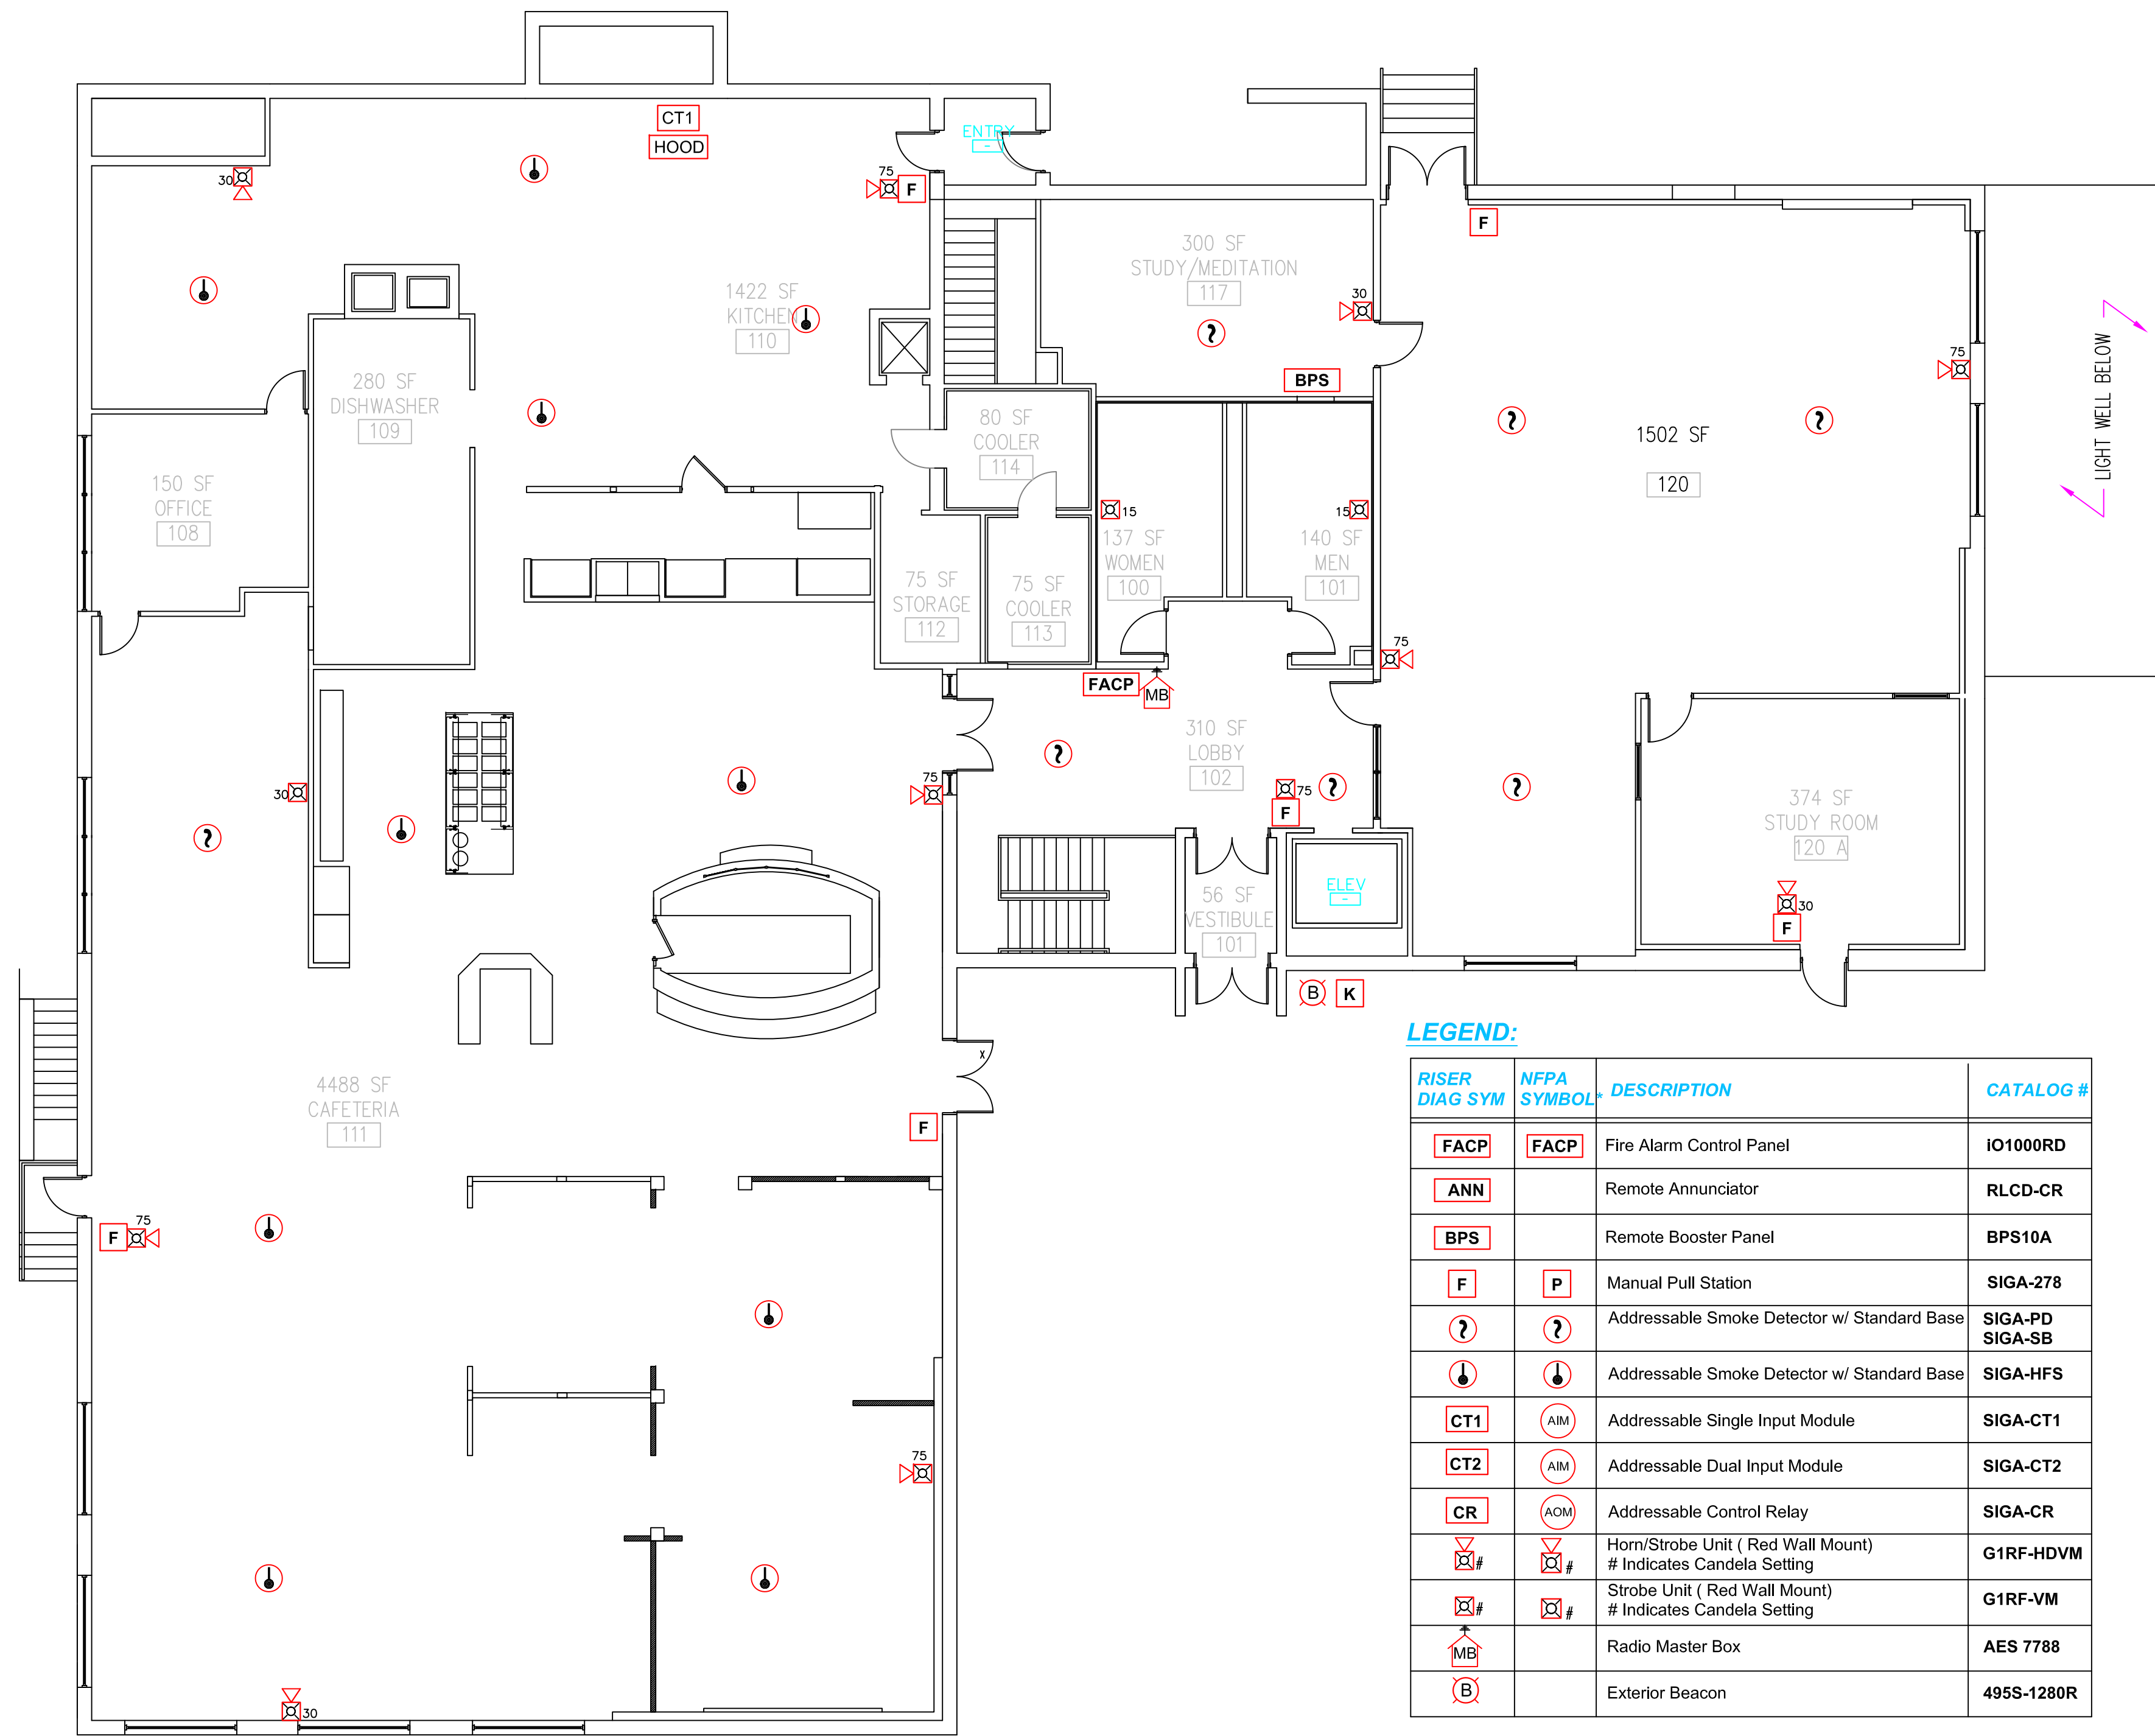 CT1
HOOD
ENTRY
-
30
75
F
F
300 SF
STUDY/MEDITATION
117
30
1422 SF
KITCHEN
110
75
LIGHT WELL BELOW
280 SF
DISHWASHER
109
BPS
80 SF
COOLER
114
1502 SF
120
150 SF
OFFICE
108
15
15
137 SF
WOMEN
100
140 SF
MEN
101
75 SF
STORAGE
112
75 SF
COOLER
113
75
FACP
MB
310 SF
LOBBY
102
30
75
75
F
374 SF
STUDY ROOM
120 A
56 SF
VESTIBULE
101
ELEV
-
30
F
B
K
X
4488 SF
CAFETERIA
111
F
F
75
75
30
LEGEND:
RISER
DIAG SYM
NFPA
SYMBOL*
DESCRIPTION
CATALOG #
FACP FACP Fire Alarm Control Panel iO1000RD
ANN Remote Annunciator RLCD-CR
BPS Remote Booster Panel BPS10A
F P Manual Pull Station SIGA-278
Addressable Smoke Detector w/ Standard Base SIGA-PD
SIGA-SB
Addressable Smoke Detector w/ Standard Base SIGA-HFS
CT1 AIM Addressable Single Input Module SIGA-CT1
CT2 AIM Addressable Dual Input Module SIGA-CT2
CR AOM Addressable Control Relay SIGA-CR
# # Horn/Strobe Unit ( Red Wall Mount)
# Indicates Candela Setting G1RF-HDVM
# # Strobe Unit ( Red Wall Mount)
# Indicates Candela Setting G1RF-VM
MB Radio Master Box AES 7788
B Exterior Beacon 495S-1280R